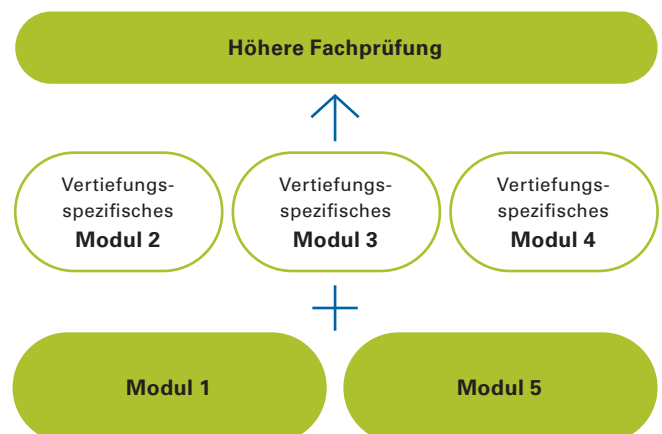 Höhere Fachprüfung
Vertiefungs-
spezifisches
Modul 2
Vertiefungs-
spezifisches
Modul 3
Vertiefungs-
spezifisches
Modul 4
Modul 1
Modul 5